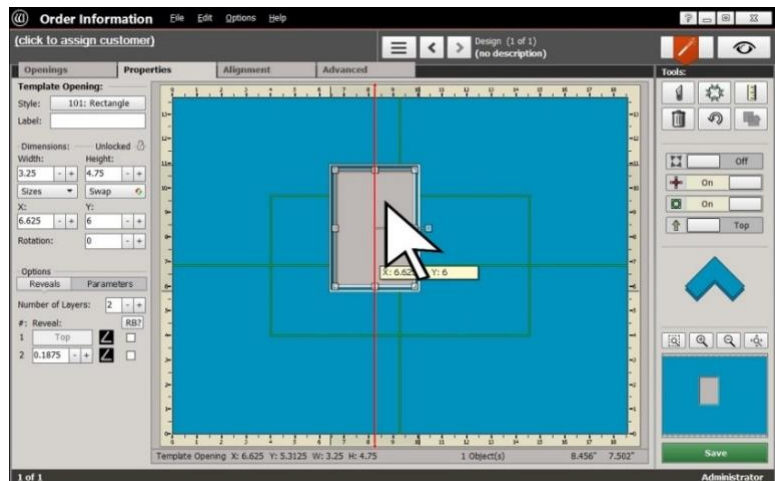 Order Information File Edit Options Help
(click to assign customer)
Design (1 of 1)
(no description)
Openings Properties Alignment Advanced
Tools:
Template Opening:
Style: 101: Rectangle
Label:
Dimensions: Unlocked
Width: Height:
3.25 - + 4.75 - +
Sizes Swap
X: Y:
6.625 - + 6 - +
Rotation: 0 - +
Options
Reveals Parameters
Number of Layers: 2 - +
#: Reveal: RB?
1 Top
2 0.1875 - +
X: 6.62 Y: 6
Off
On
On
Top
Template Opening X: 6.625 Y: 5.3125 W: 3.25 H: 4.75 1 Object(s) 8.456" 7.502"
Save
1 of 1 Administrator